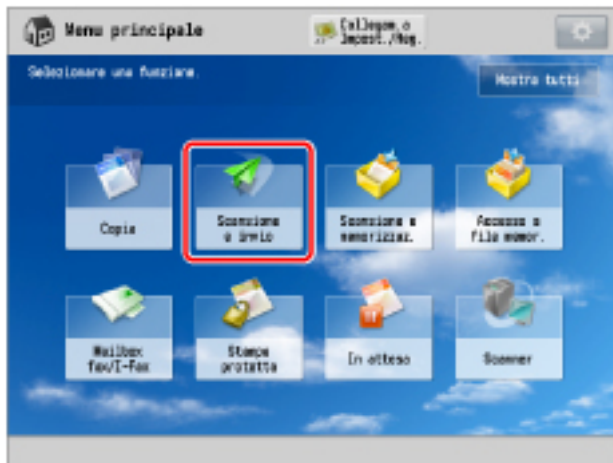 Menu principale
Collegam. a
Impost./Reg.
Selezionare una funzione.
Mostra tutti
Copia
Scansione
e invio
Scansione e
memorizzaz.
Accesso a
file memor.
Mailbox
fax/I-Fax
Stampa
protetta
In attesa
Scanner